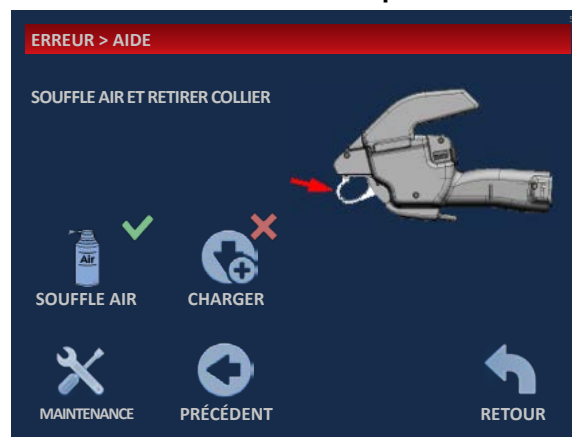 ERREUR > AIDE
SOUFFLE AIR ET RETIRER COLLIER
Air
SOUFFLE AIR CHARGER
MAINTENANCE PRÉCÉDENT RETOUR